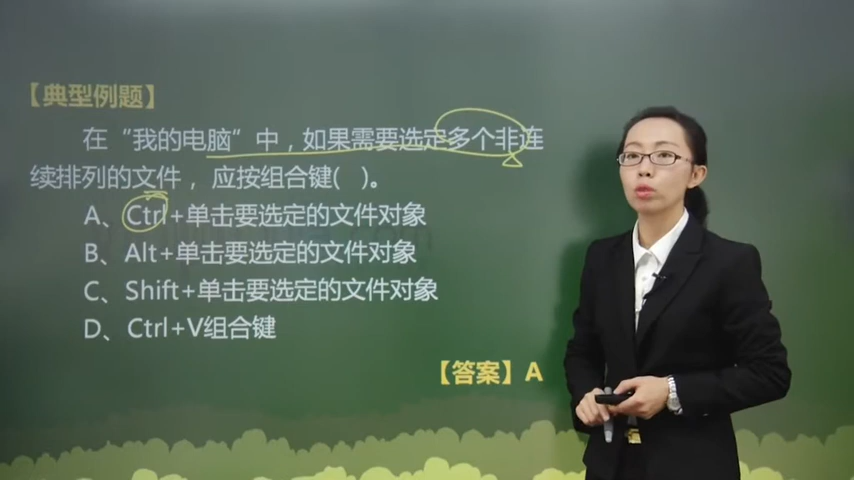 【典型例题】
在“我的电脑”中，如果需要选定多个非连
续排列的文件，应按组合键(　)。
A、Ctrl+单击要选定的文件对象
B、Alt+单击要选定的文件对象
C、Shift+单击要选定的文件对象
D、Ctrl+V组合键
【答案】A